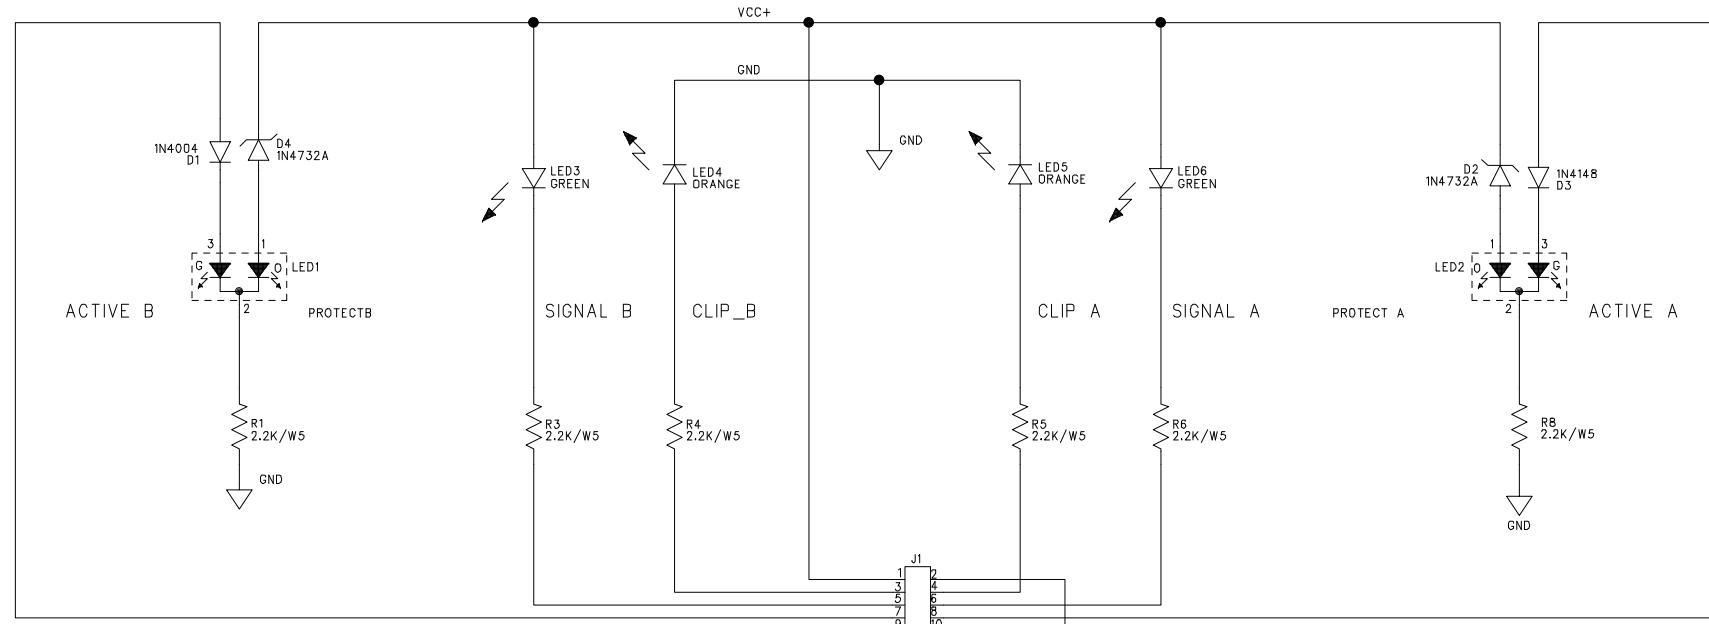 VCC+
GND
GND
1N4004
D1
D4
1N4732A
LED3
GREEN
LED4
ORANGE
LED5
ORANGE
LED6
GREEN
D2
1N4732A
1N4148
D3
3
1
G
O
LED1
2
1
3
LED2
O
G
2
ACTIVE B
PROTECTB
SIGNAL B
CLIP_B
CLIP A
SIGNAL A
PROTECT A
ACTIVE A
R1
2.2K/W5
R3
2.2K/W5
R4
2.2K/W5
R5
2.2K/W5
R6
2.2K/W5
R8
2.2K/W5
GND
GND
J1
1
2
3
4
5
6
7
8
9
10